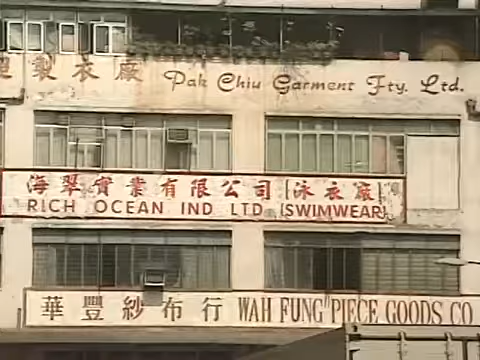 製衣廠 Pak Chiu Garment Fty. Ltd.
海翠實業有限公司[泳衣廠]
RICH OCEAN IND LTD [SWIMWEAR]
華豐紗布行 WAH FUNG PIECE GOODS CO